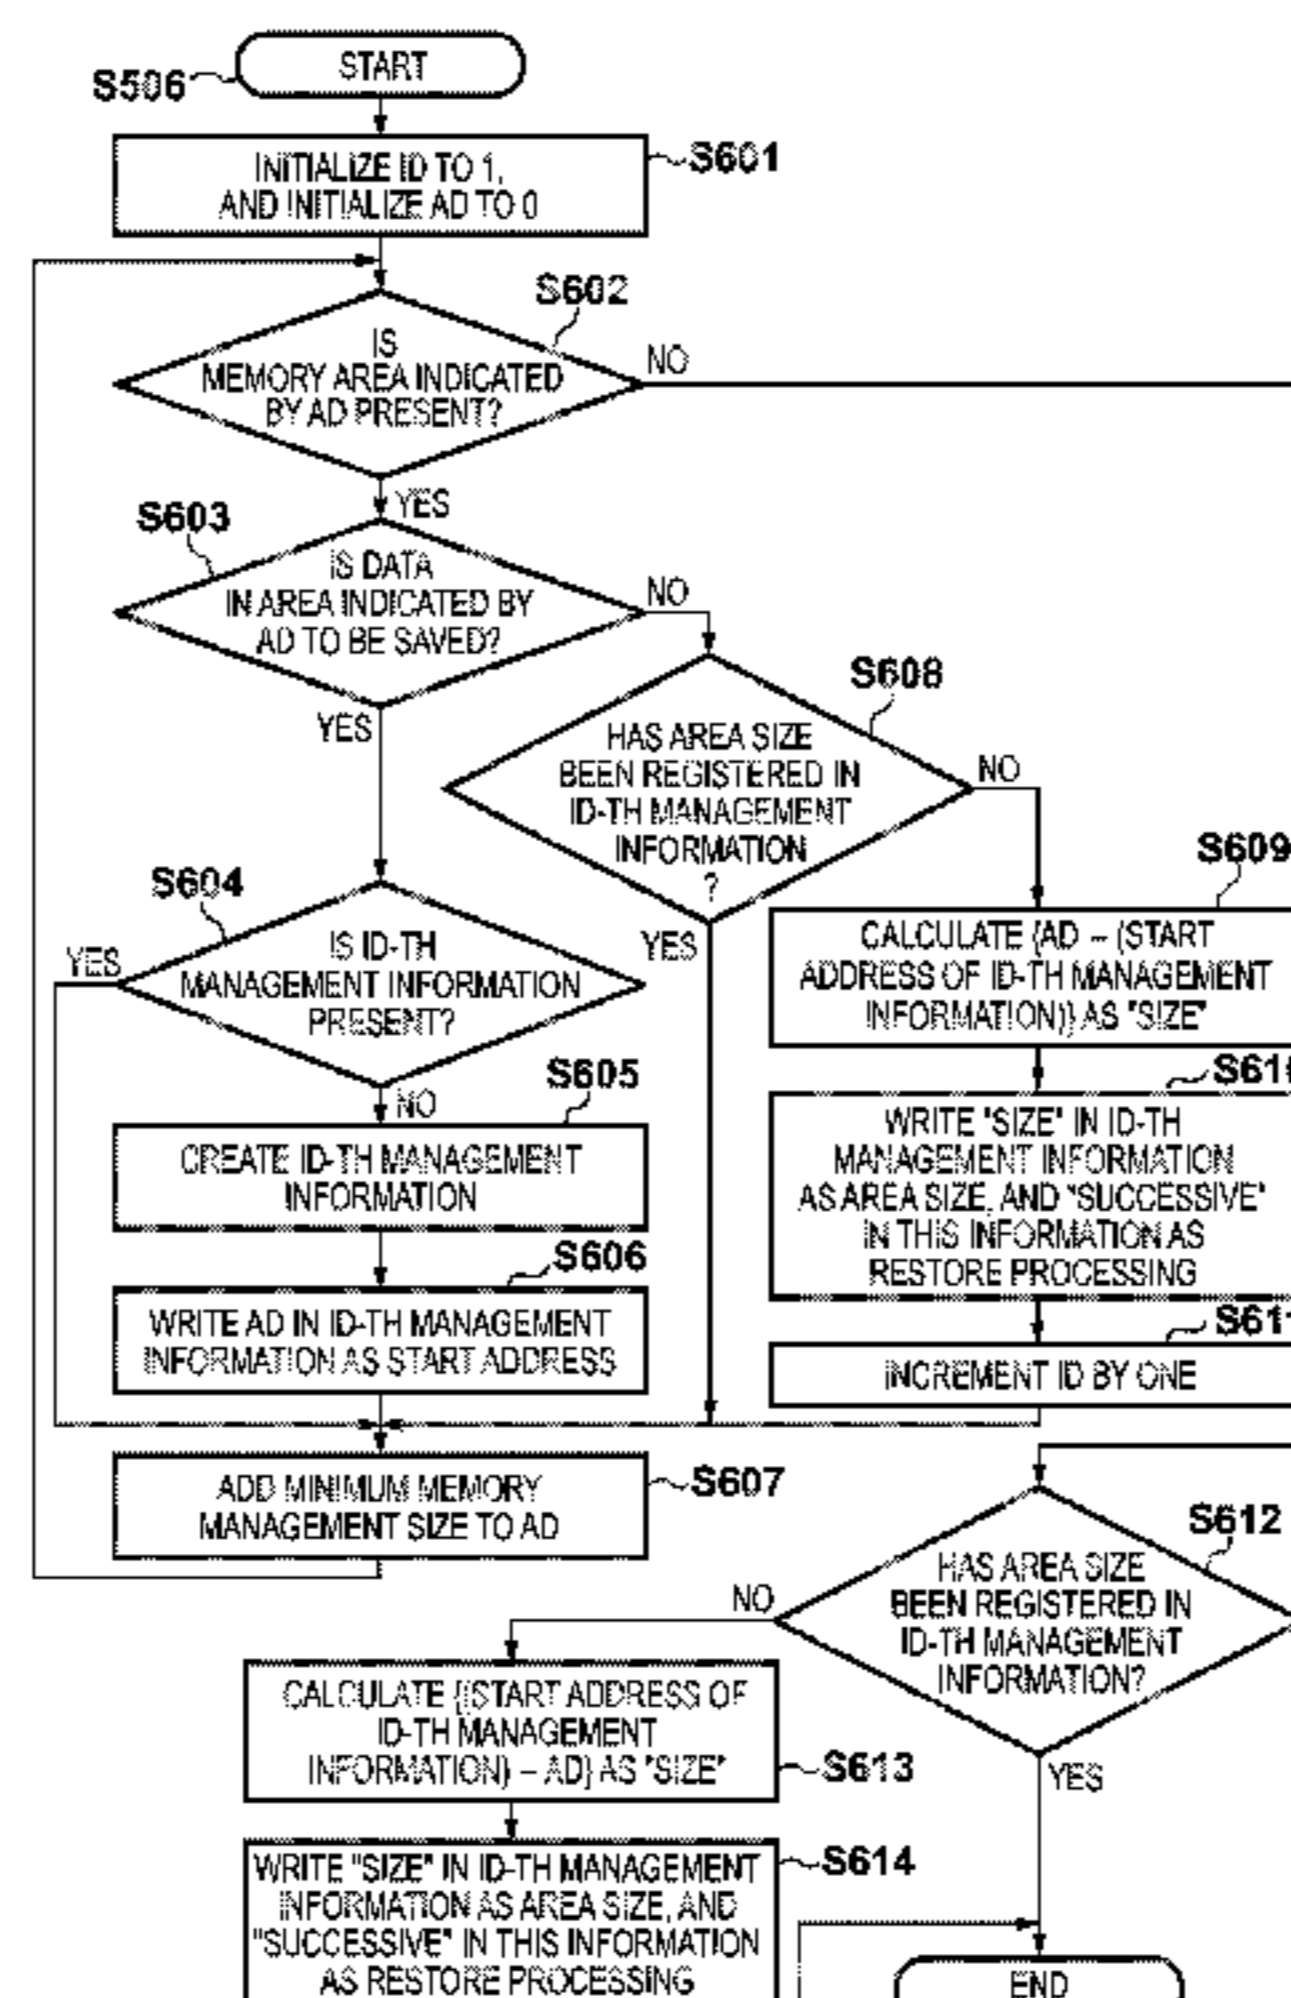 START
S506
INITIALIZE ID TO 1,
AND INITIALIZE AD TO 0
S601
S602
IS
MEMORY AREA INDICATED
BY AD PRESENT?
NO
YES
S603
IS DATA
IN AREA INDICATED BY
AD TO BE SAVED?
NO
YES
S608
HAS AREA SIZE
BEEN REGISTERED IN
ID-TH MANAGEMENT
INFORMATION
?
NO
YES
S609
CALCULATE {AD – (START
ADDRESS OF ID-TH MANAGEMENT
INFORMATION)} AS "SIZE"
S604
IS ID-TH
MANAGEMENT INFORMATION
PRESENT?
YES
NO
S605
CREATE ID-TH MANAGEMENT
INFORMATION
S610
WRITE "SIZE" IN ID-TH
MANAGEMENT INFORMATION
AS AREA SIZE, AND "SUCCESSIVE"
IN THIS INFORMATION AS
RESTORE PROCESSING
S606
WRITE AD IN ID-TH MANAGEMENT
INFORMATION AS START ADDRESS
S611
INCREMENT ID BY ONE
ADD MINIMUM MEMORY
MANAGEMENT SIZE TO AD
S607
S612
HAS AREA SIZE
BEEN REGISTERED IN
ID-TH MANAGEMENT
INFORMATION?
NO
YES
CALCULATE {(START ADDRESS OF
ID-TH MANAGEMENT
INFORMATION) – AD} AS "SIZE"
S613
WRITE "SIZE" IN ID-TH MANAGEMENT
INFORMATION AS AREA SIZE, AND
"SUCCESSIVE" IN THIS INFORMATION
AS RESTORE PROCESSING
S614
END